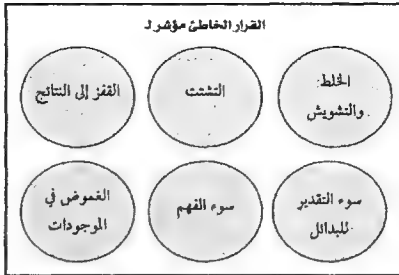 القرار الخاطئ مؤشر لـ
الخلط
والتشويش
التشتت
القفز إلى النتائج
سوء التقدير
للبدائل
سوء الفهم
الغموض في
الموجودات